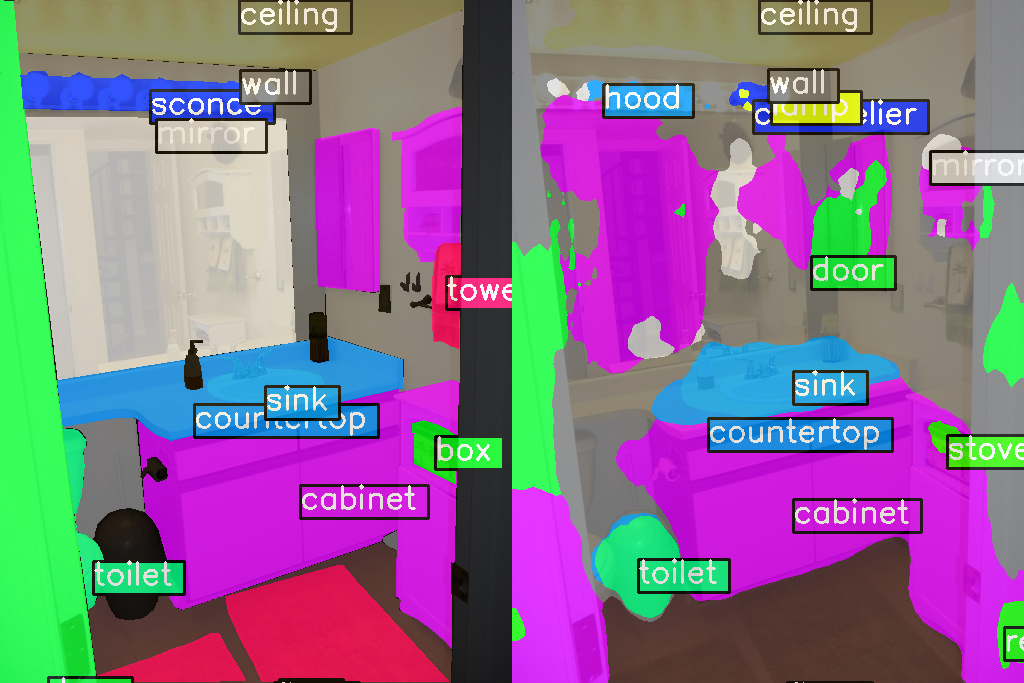 ceiling
wall
sconce
mirror
towe
sink
countertop
box
cabinet
toilet
ceiling
wall
hood
mirror
door
sink
countertop
stove
cabinet
toilet
re